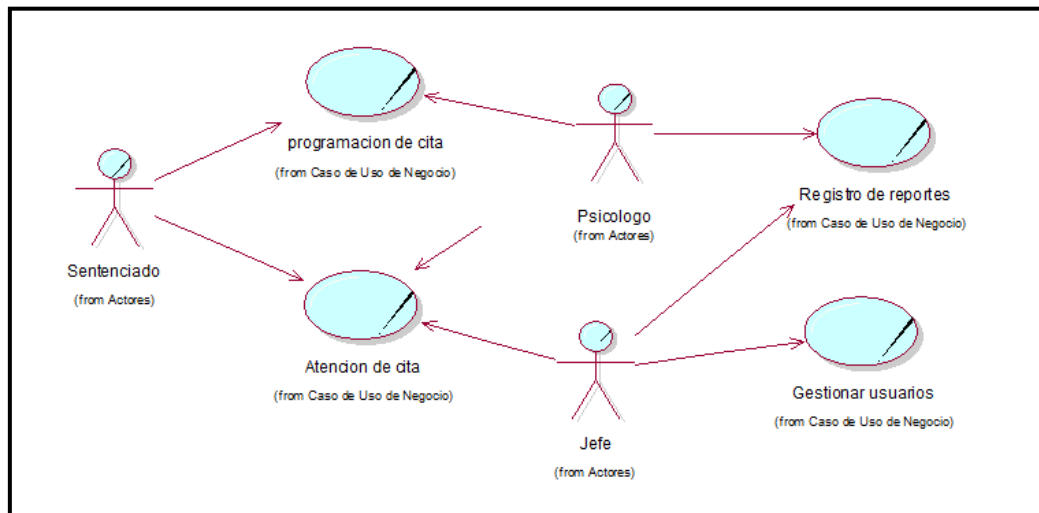 programacion de cita
(from Caso de Uso de Negocio)
Sentenciado
(from Actores)
Psicologo
(from Actores)
Registro de reportes
(from Caso de Uso de Negocio)
Atencion de cita
(from Caso de Uso de Negocio)
Jefe
(from Actores)
Gestionar usuarios
(from Caso de Uso de Negocio)